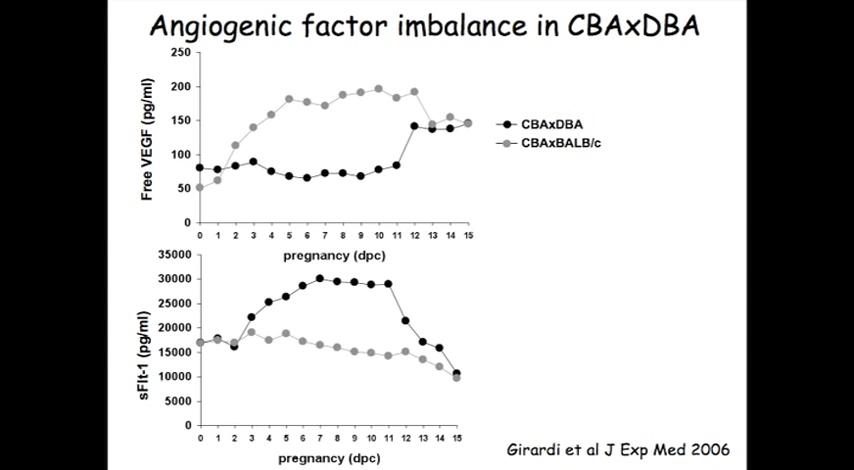 Angiogenic factor imbalance in CBAxDBA
250
200
150
100
50
0
Free VEGF (pg/ml)
0 1 2 3 4 5 6 7 8 9 10 11 12 13 14 15
pregnancy (dpc)
CBAxDBA
CBAxBALB/c
35000
30000
25000
20000
15000
10000
5000
0
sFlt-1 (pg/ml)
0 1 2 3 4 5 6 7 8 9 10 11 12 13 14 15
pregnancy (dpc)
Girardi et al J Exp Med 2006